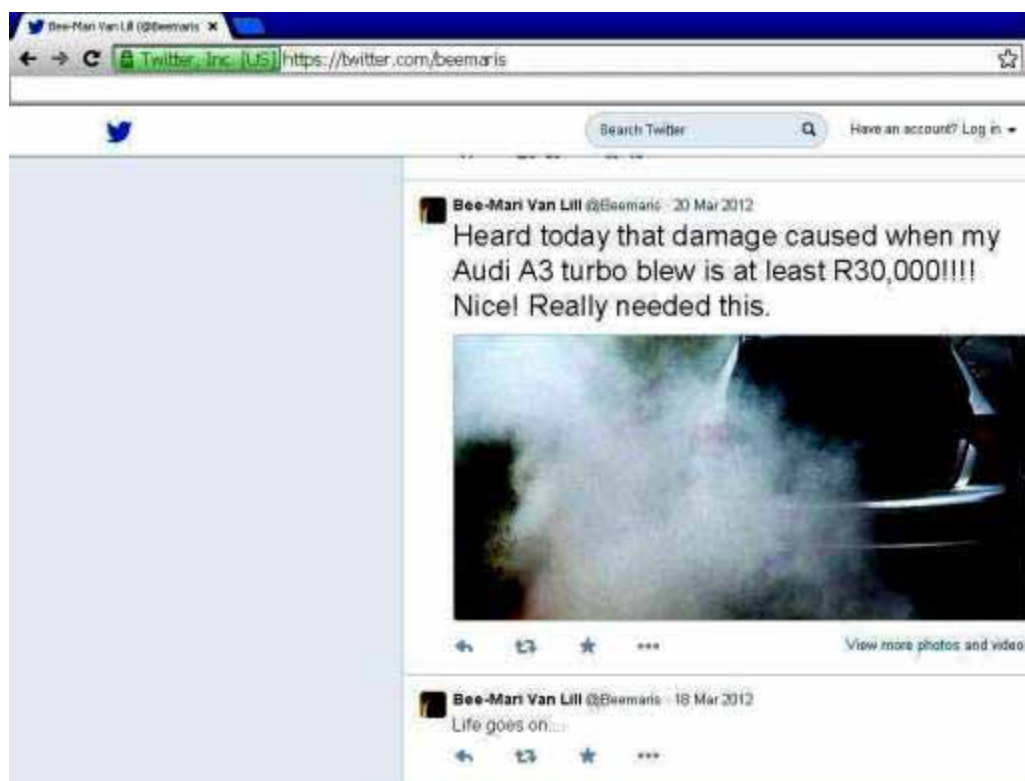 Bee-Mari Van Lill (@Beemaris
Twitter, Inc. [US] https://twitter.com/beemaris
Search Twitter
Have an account? Log in
Bee-Mari Van Lill @Beemaris · 20 Mar 2012
Heard today that damage caused when my
Audi A3 turbo blew is at least R30,000!!!!
Nice! Really needed this.
View more photos and video
Bee-Mari Van Lill @Beemaris · 18 Mar 2012
Life goes on....